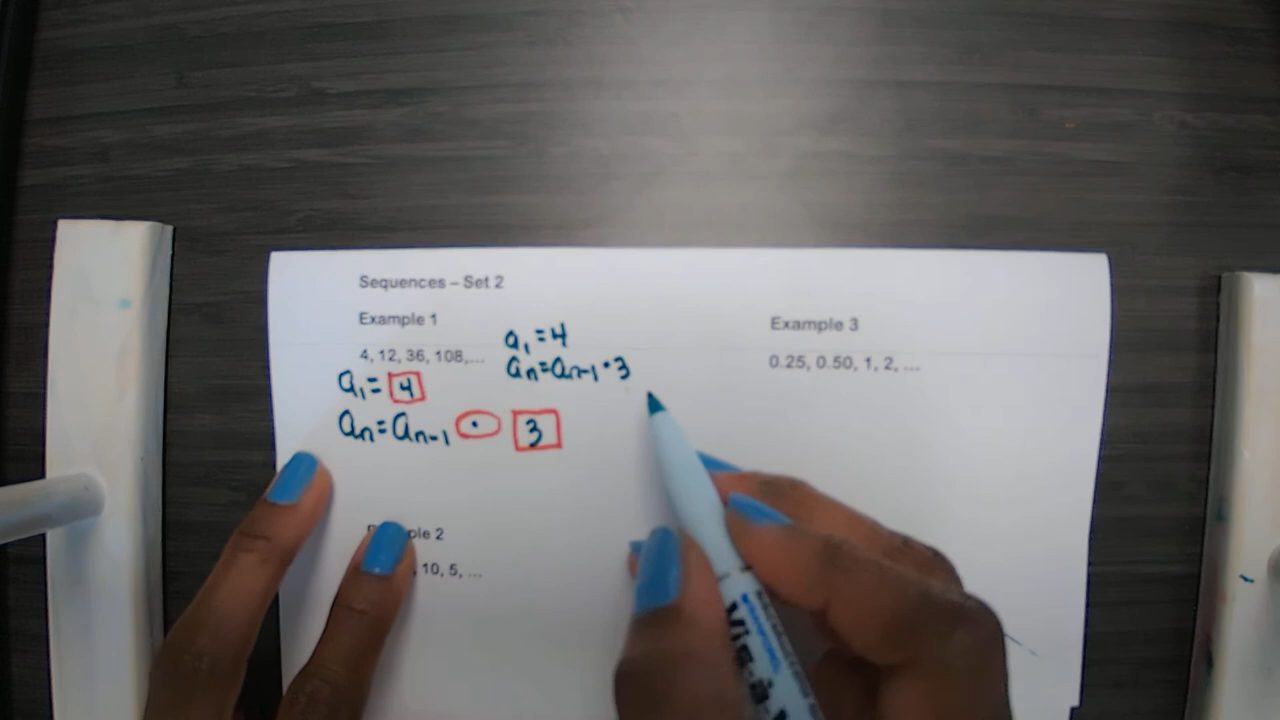 Sequences – Set 2
Example 1
4, 12, 36, 108,...
a₁ = 4
aₙ = aₙ₋₁ • 3
a₁ = 4
aₙ = aₙ₋₁ • 3
2
, 10, 5, ...
Example 3
0.25, 0.50, 1, 2, ...